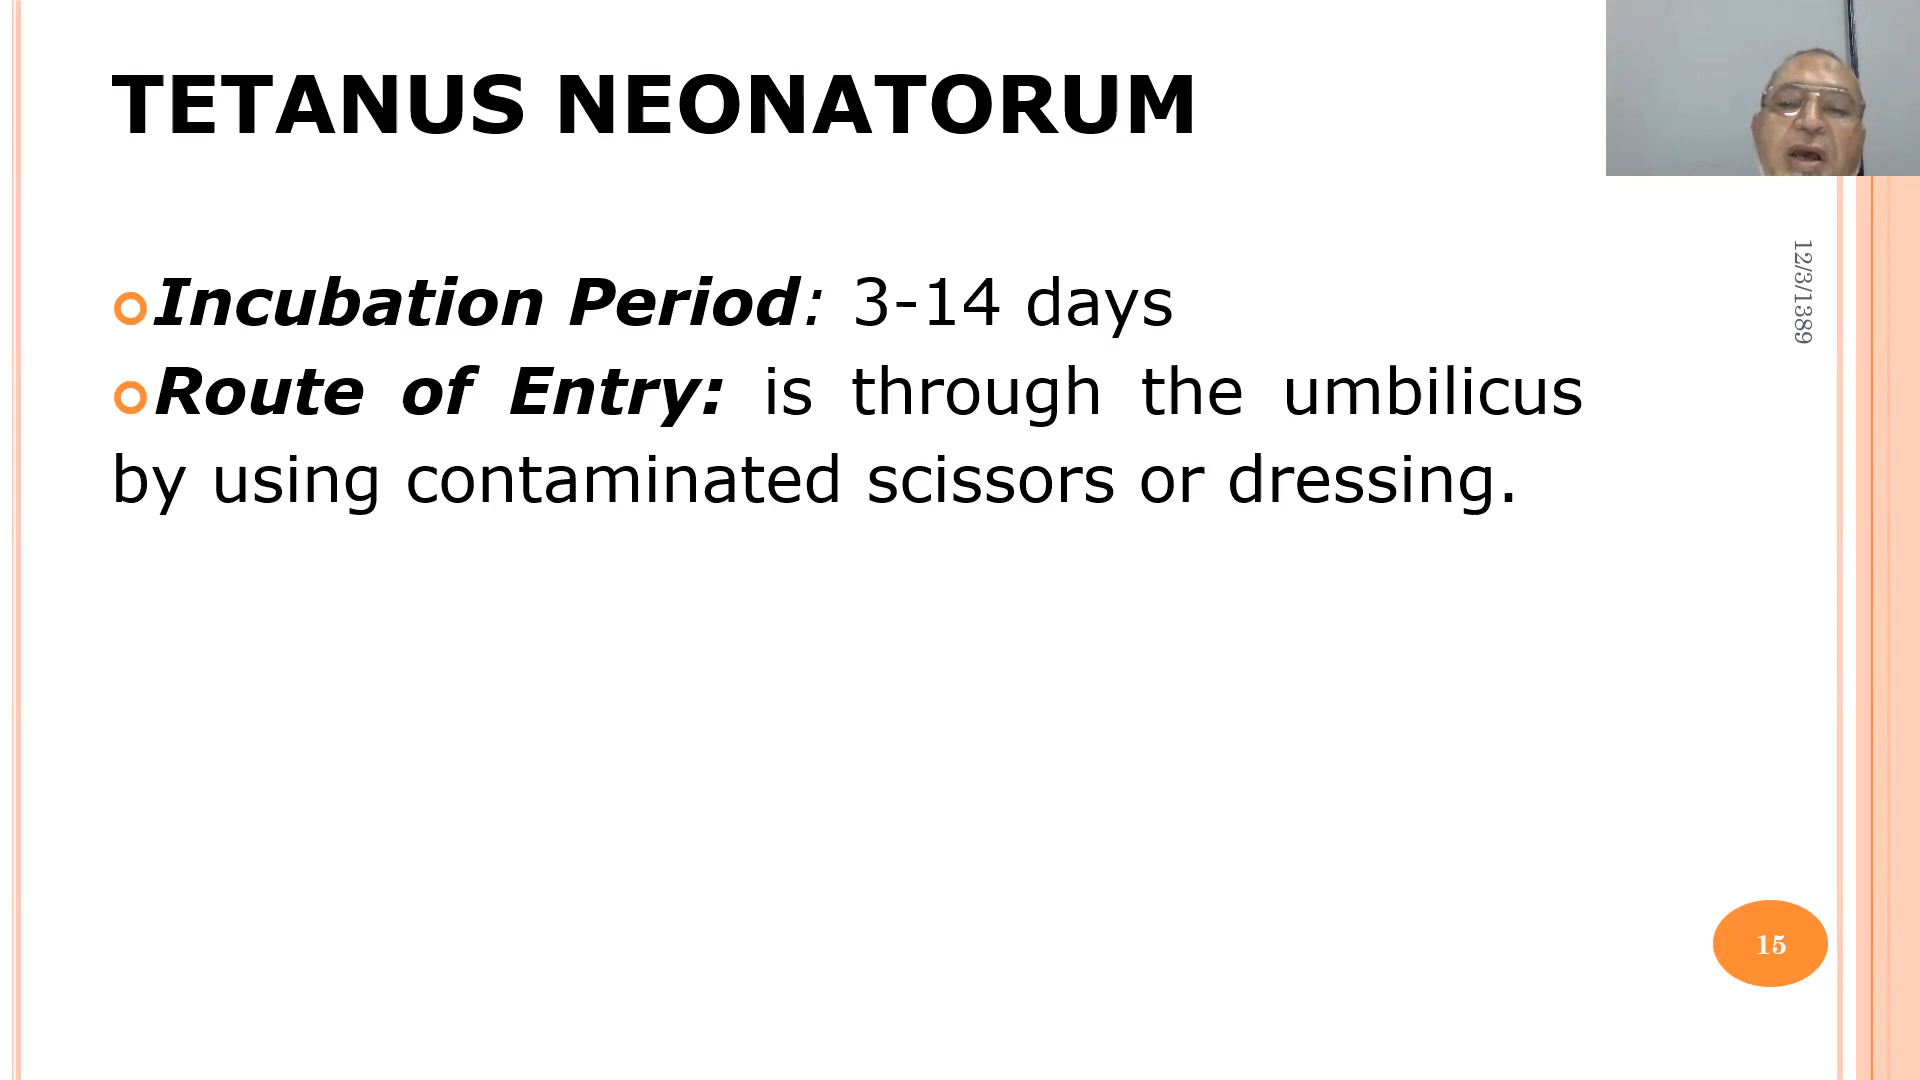 TETANUS NEONATORUM
Incubation Period: 3-14 days
Route of Entry: is through the umbilicus
by using contaminated scissors or dressing.
12/3/1389
15